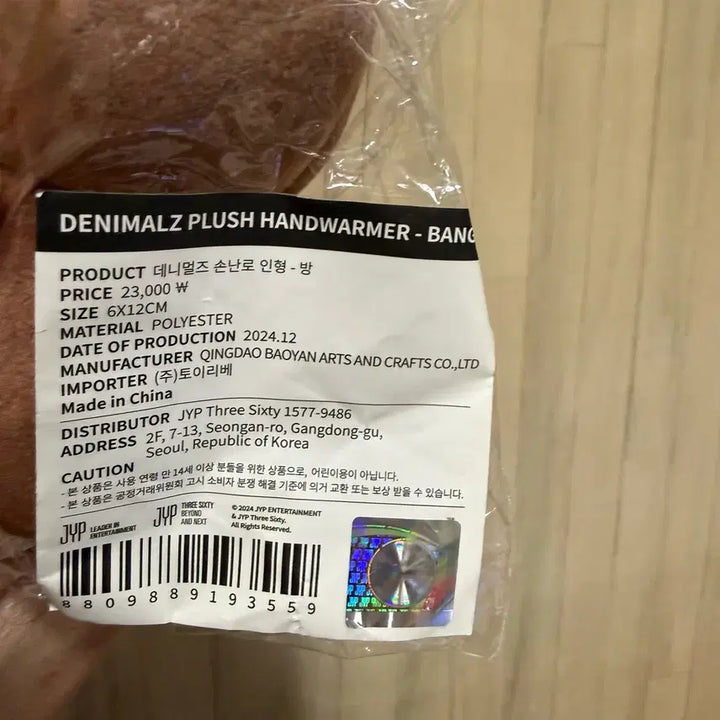 DENIMALZ PLUSH HANDWARMER - BANG
PRODUCT 데니멀즈 손난로 인형 - 방
PRICE 23,000 ₩
SIZE 6X12CM
MATERIAL POLYESTER
DATE OF PRODUCTION 2024.12
MANUFACTURER QINGDAO BAOYAN ARTS AND CRAFTS CO.,LTD
IMPORTER (주)토이리베
Made in China
DISTRIBUTOR JYP Three Sixty 1577-9486
ADDRESS 2F, 7-13, Seongan-ro, Gangdong-gu,
Seoul, Republic of Korea
CAUTION
- 본 상품은 사용 연령 만 14세 이상 분들을 위한 상품으로, 어린이용이 아닙니다.
- 본 상품은 공정거래위원회 고시 소비자 분쟁 해결 기준에 의거 교환 또는 보상 받을 수 있습니다.
JYP LEADER IN
ENTERTAINMENT
JYP THREE SIXTY
BEYOND
AND NEXT
© 2024 JYP ENTERTAINMENT
& JYP Three Sixty.
All Rights Reserved.
8809889193559